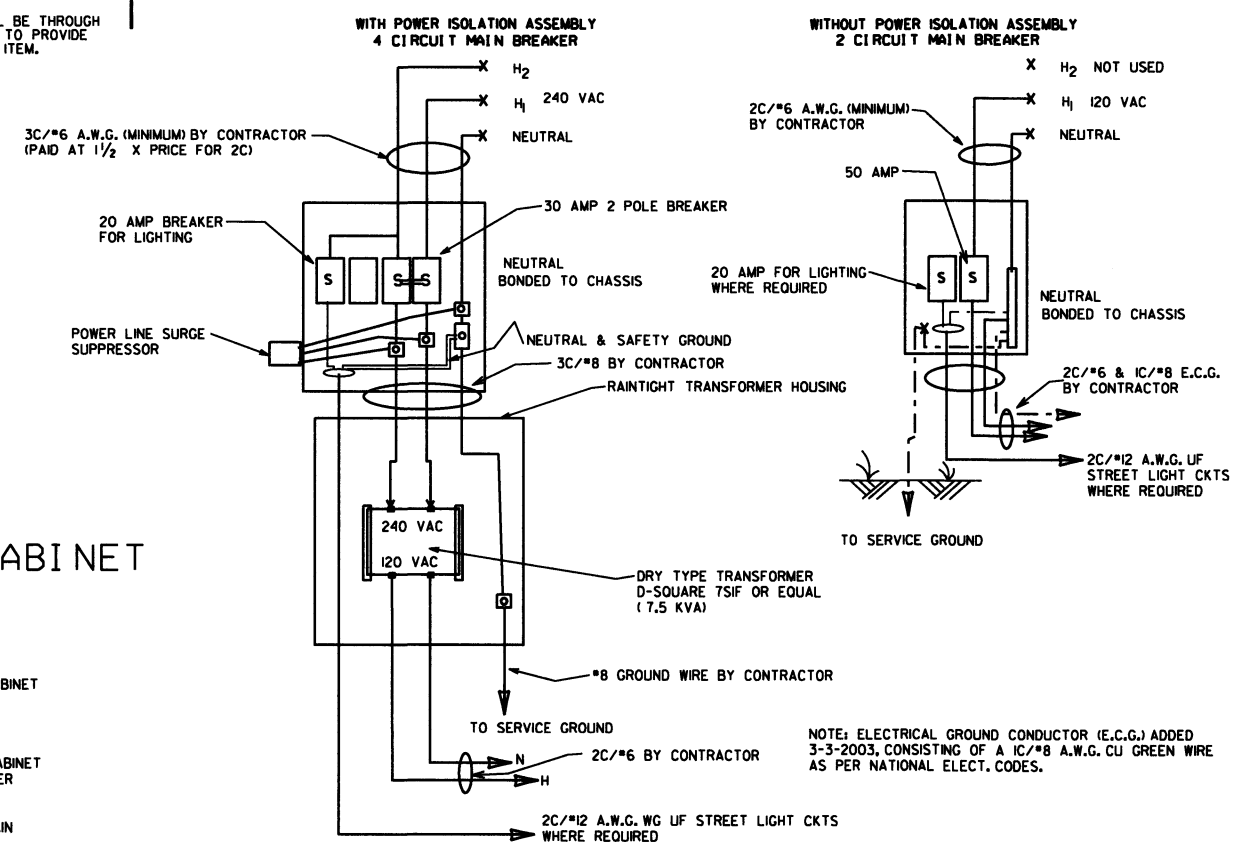 BE THROUGH
TO PROVIDE
ITEM.
WITH POWER ISOLATION ASSEMBLY
4 CIRCUIT MAIN BREAKER
H2
H1 240 VAC
NEUTRAL
3C/#6 A.W.G. (MINIMUM) BY CONTRACTOR
(PAID AT 1 1/2 X PRICE FOR 2C)
20 AMP BREAKER
FOR LIGHTING
30 AMP 2 POLE BREAKER
S
S
S
NEUTRAL
BONDED TO CHASSIS
POWER LINE SURGE
SUPPRESSOR
NEUTRAL & SAFETY GROUND
3C/#8 BY CONTRACTOR
RAINTIGHT TRANSFORMER HOUSING
240 VAC
120 VAC
DRY TYPE TRANSFORMER
D-SQUARE 7S1F OR EQUAL
(7.5 KVA)
#8 GROUND WIRE BY CONTRACTOR
TO SERVICE GROUND
2C/#6 BY CONTRACTOR
N
H
2C/#12 A.W.G. WG UF STREET LIGHT CKTS
WHERE REQUIRED
WITHOUT POWER ISOLATION ASSEMBLY
2 CIRCUIT MAIN BREAKER
H2 NOT USED
H1 120 VAC
NEUTRAL
2C/#6 A.W.G. (MINIMUM)
BY CONTRACTOR
50 AMP
20 AMP FOR LIGHTING
WHERE REQUIRED
S
S
NEUTRAL
BONDED TO CHASSIS
2C/#6 & 1C/#8 E.C.G.
BY CONTRACTOR
2C/#12 A.W.G. UF
STREET LIGHT CKTS
WHERE REQUIRED
TO SERVICE GROUND
NOTE: ELECTRICAL GROUND CONDUCTOR (E.C.G.) ADDED
3-3-2003, CONSISTING OF A 1C/#8 A.W.G. CU GREEN WIRE
AS PER NATIONAL ELECT. CODES.
ABINET
BINET
ABINET
ER
IN